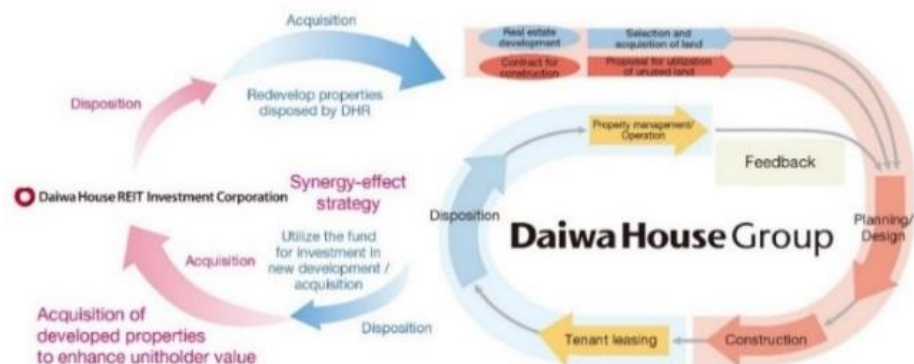 Acquisition
Disposition
Redevelop properties
disposed by DHR
Daiwa House REIT Investment Corporation
Synergy-effect
strategy
Utilize the fund
for investment in
new development /
acquisition
Acquisition
Disposition
Acquisition of
developed properties
to enhance unitholder value
Real estate
development
Selection and
acquisition of land
Contract for
construction
Proposal for utilization
of unused land
Property management/
Operation
Feedback
Disposition
Daiwa House Group
Planning/
Design
Tenant leasing
Construction